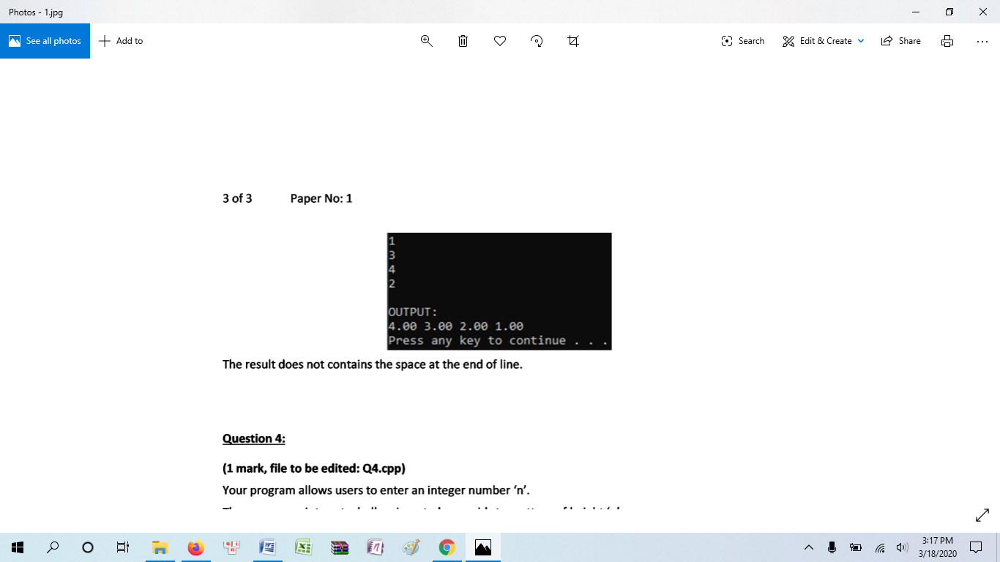 Photos - 1.jpg
See all photos
Add to
Search
Edit & Create
Share
3 of 3 Paper No: 1
1
3
4
2
OUTPUT:
4.00 3.00 2.00 1.00
Press any key to continue . . .
The result does not contains the space at the end of line.
Question 4:
(1 mark, file to be edited: Q4.cpp)
Your program allows users to enter an integer number ‘n’.
3:17 PM
3/18/2020